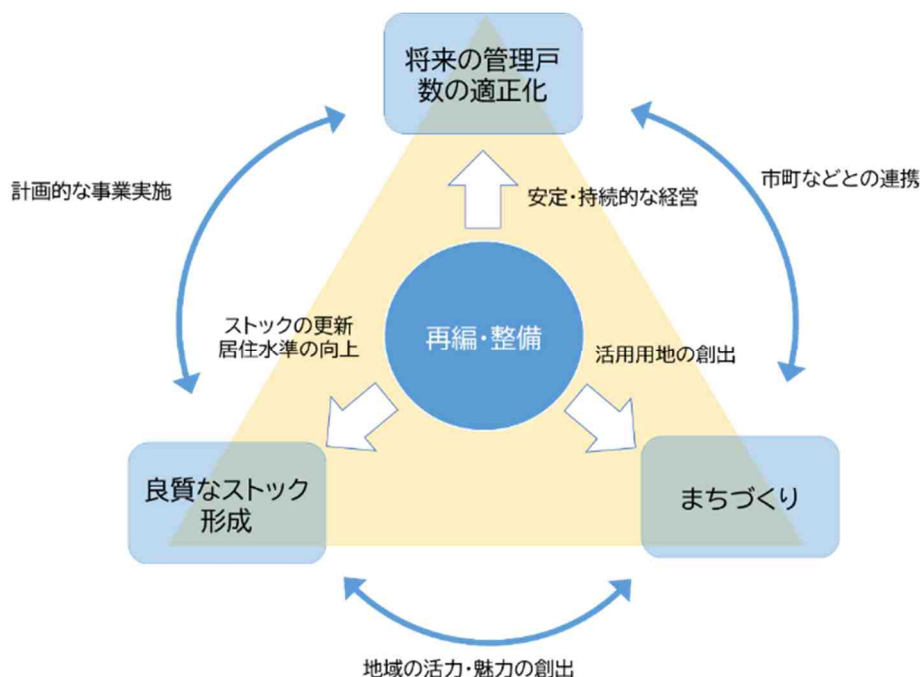 将来の管理戸
数の適正化
計画的な事業実施
市町などとの連携
安定・持続的な経営
ストックの更新
居住水準の向上
再編・整備
活用用地の創出
良質なストック
形成
まちづくり
地域の活力・魅力の創出